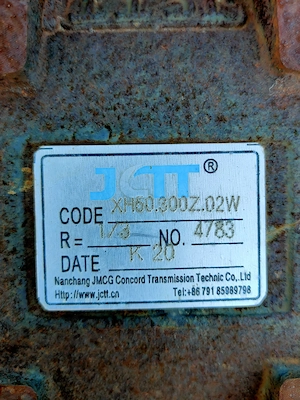 JCTT ®
CODE XH60.300Z.02W
R= 1/3 NO. 4783
DATE K 20
Nanchang JMCG Concord Transmission Technic Co.,Ltd
Http://www.jctt.cn Tel:+86 791 85089798